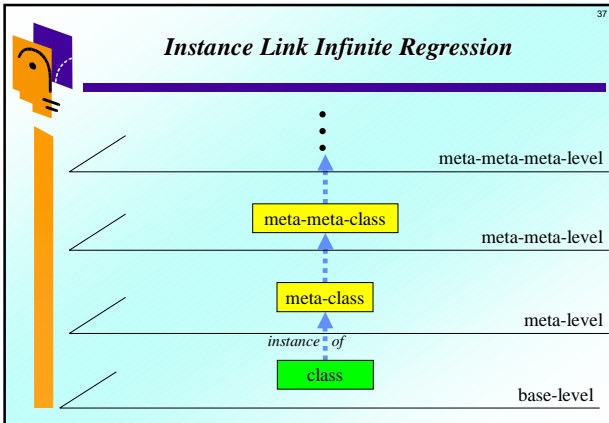 37
Instance Link Infinite Regression
meta-meta-meta-level
meta-meta-class
meta-meta-level
meta-class
meta-level
instance of
class
base-level